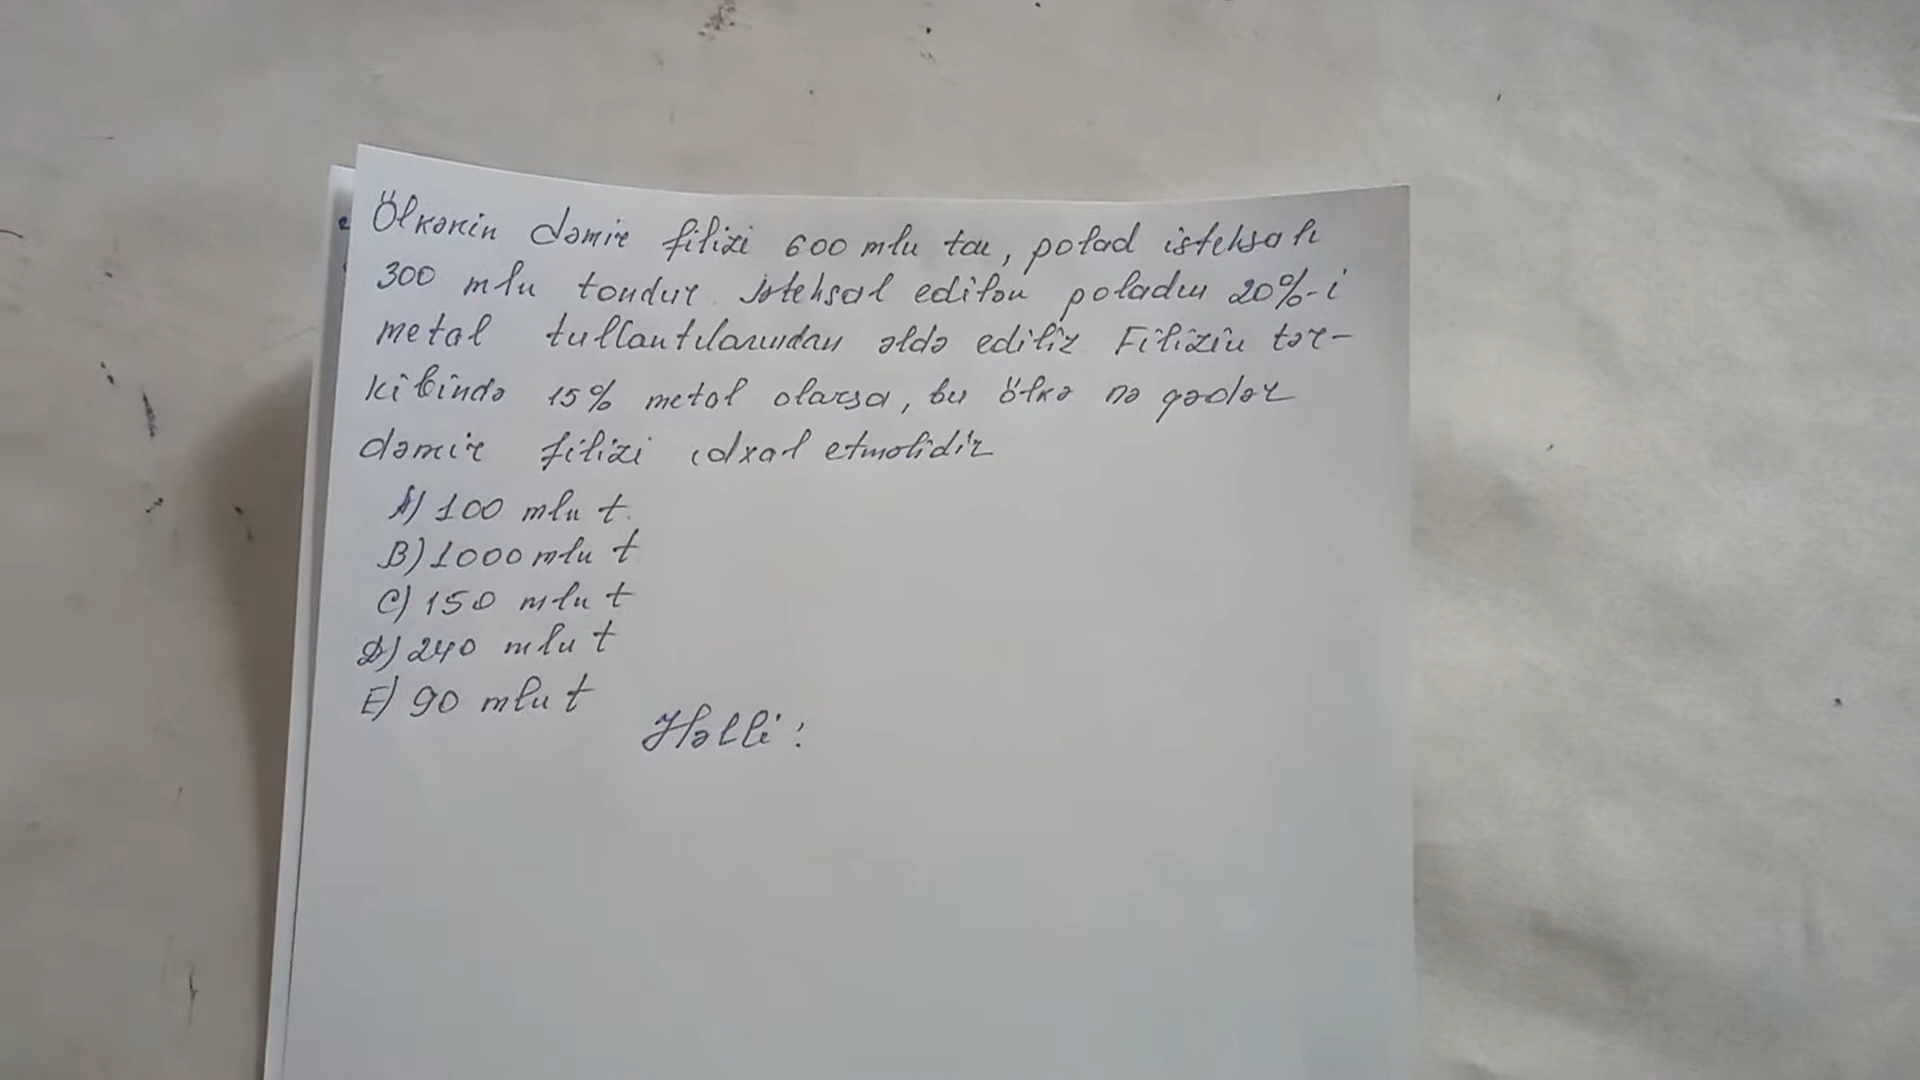 Ölkənin dəmir filizi 600 mln ton, polad istehsalı
300 mln tondur. İstehsal edilən poladın 20%-i
metal tullantılarından əldə edilir. Filizin tər-
kibində 15% metal olarsa, bu ölkə nə qədər
dəmir filizi idxal etməlidir
A) 100 mln t.
B) 1000 mln t
C) 150 mln t
D) 240 mln t
E) 90 mln t
Həlli: